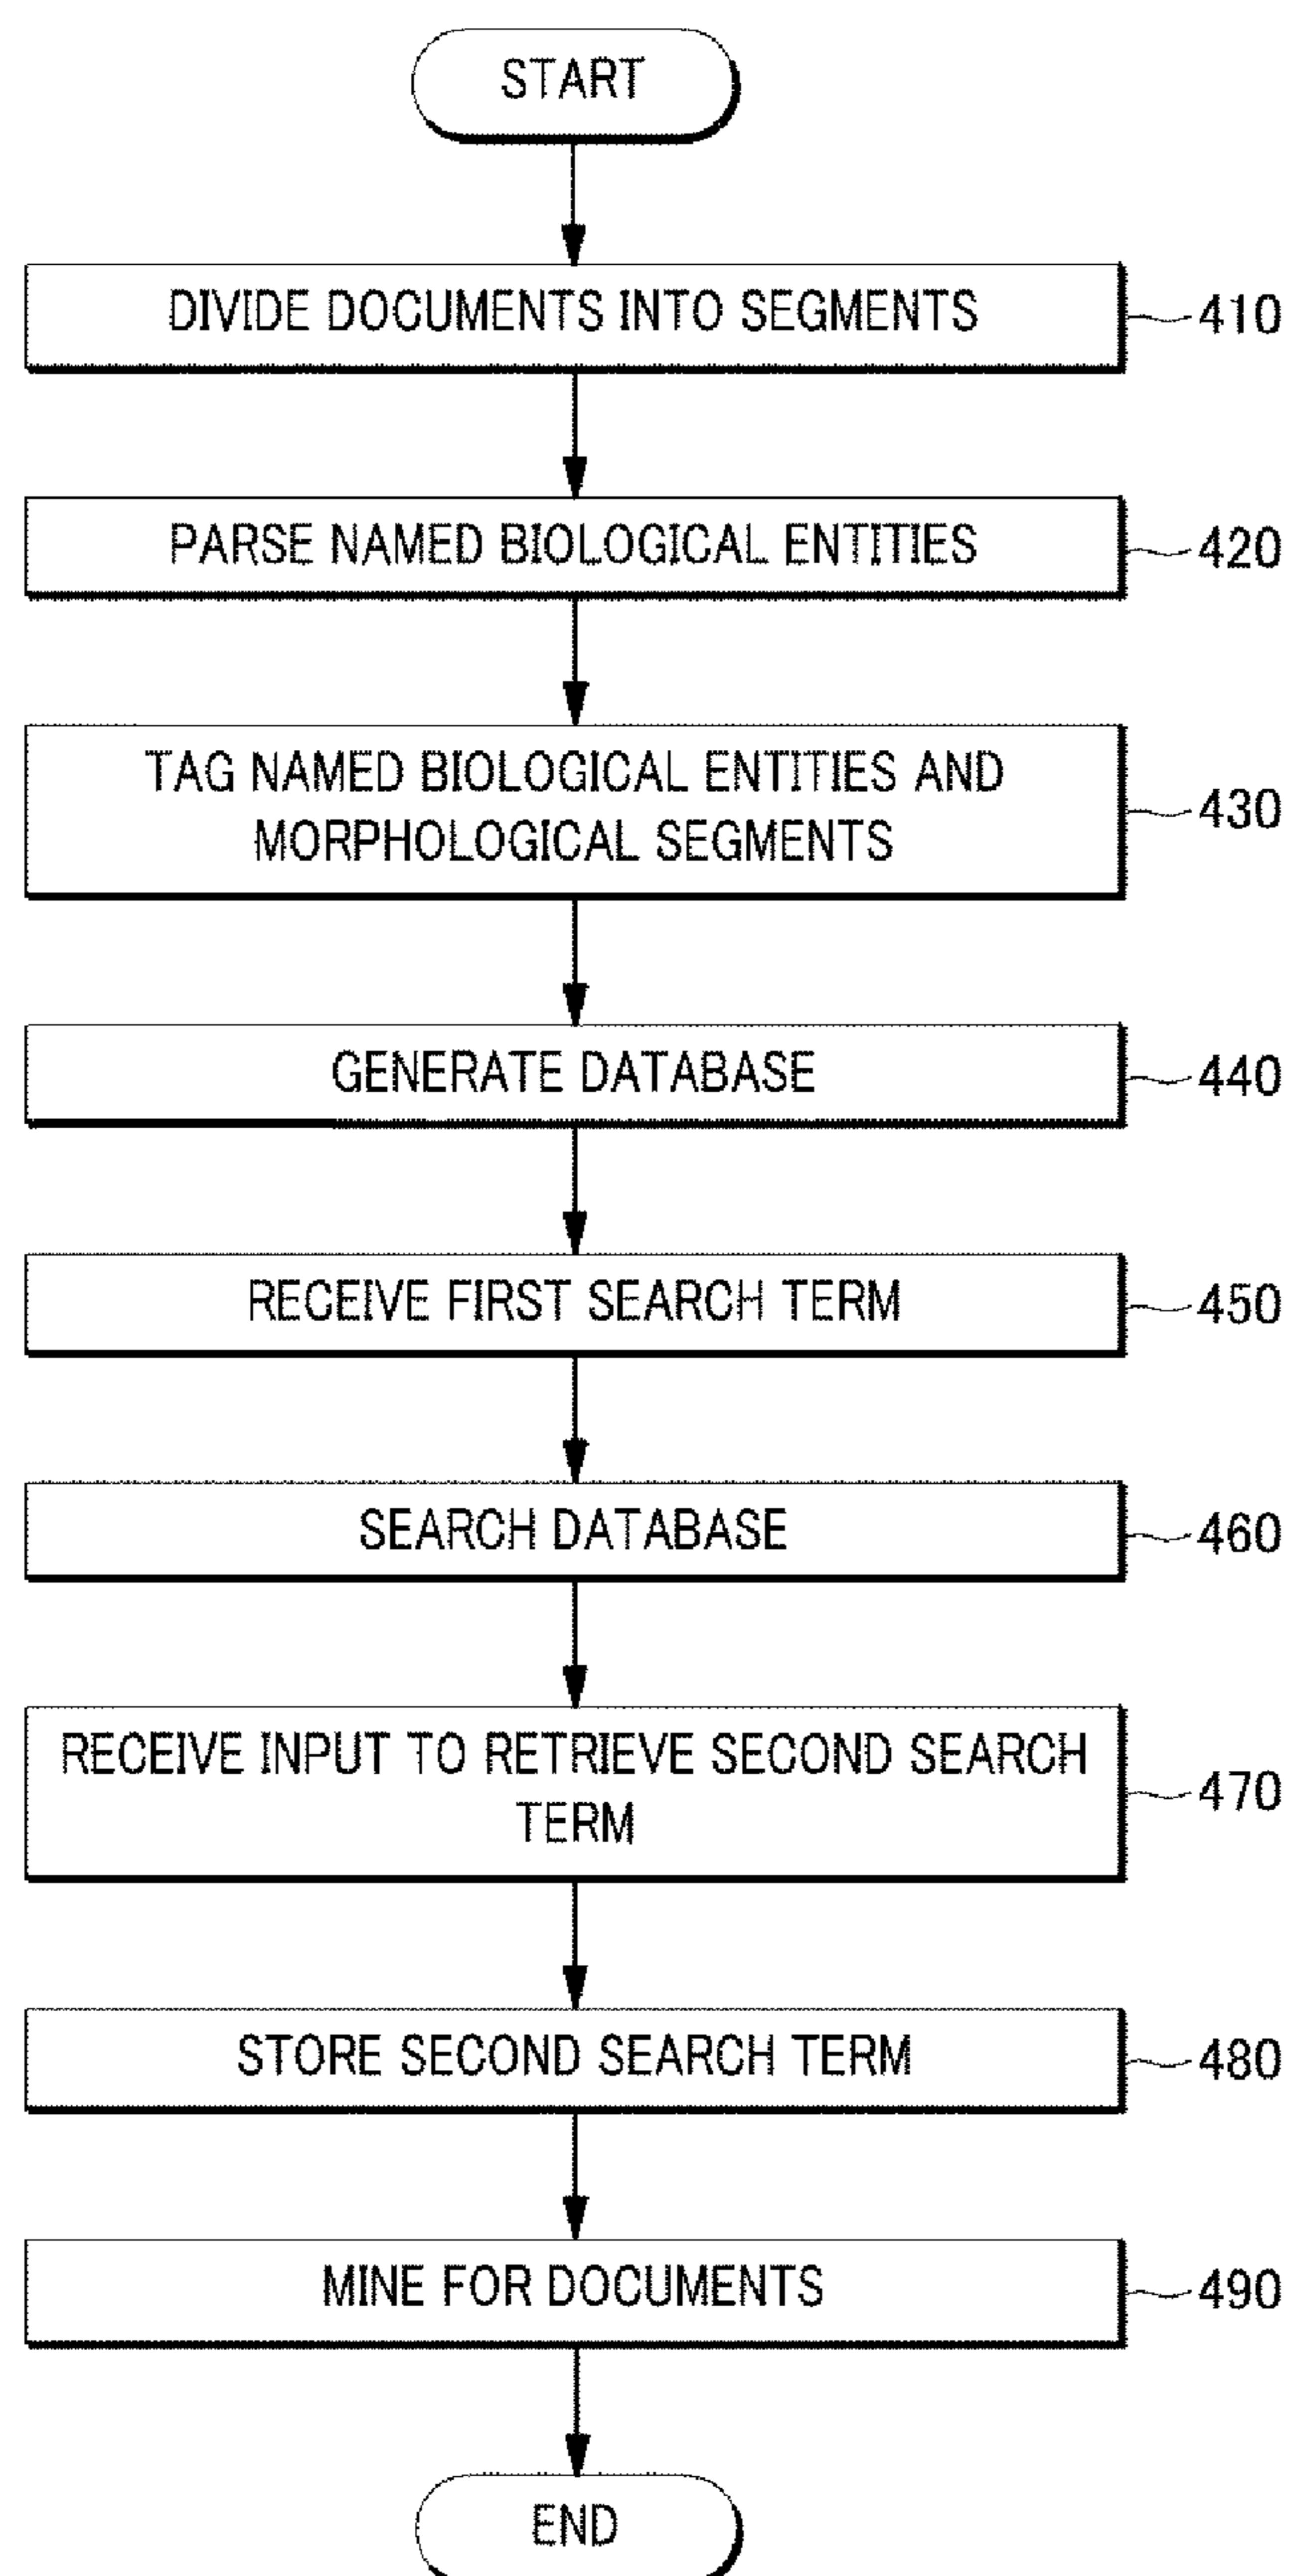 START
DIVIDE DOCUMENTS INTO SEGMENTS
410
PARSE NAMED BIOLOGICAL ENTITIES
420
TAG NAMED BIOLOGICAL ENTITIES AND
MORPHOLOGICAL SEGMENTS
430
GENERATE DATABASE
440
RECEIVE FIRST SEARCH TERM
450
SEARCH DATABASE
460
RECEIVE INPUT TO RETRIEVE SECOND SEARCH
TERM
470
STORE SECOND SEARCH TERM
480
MINE FOR DOCUMENTS
490
END